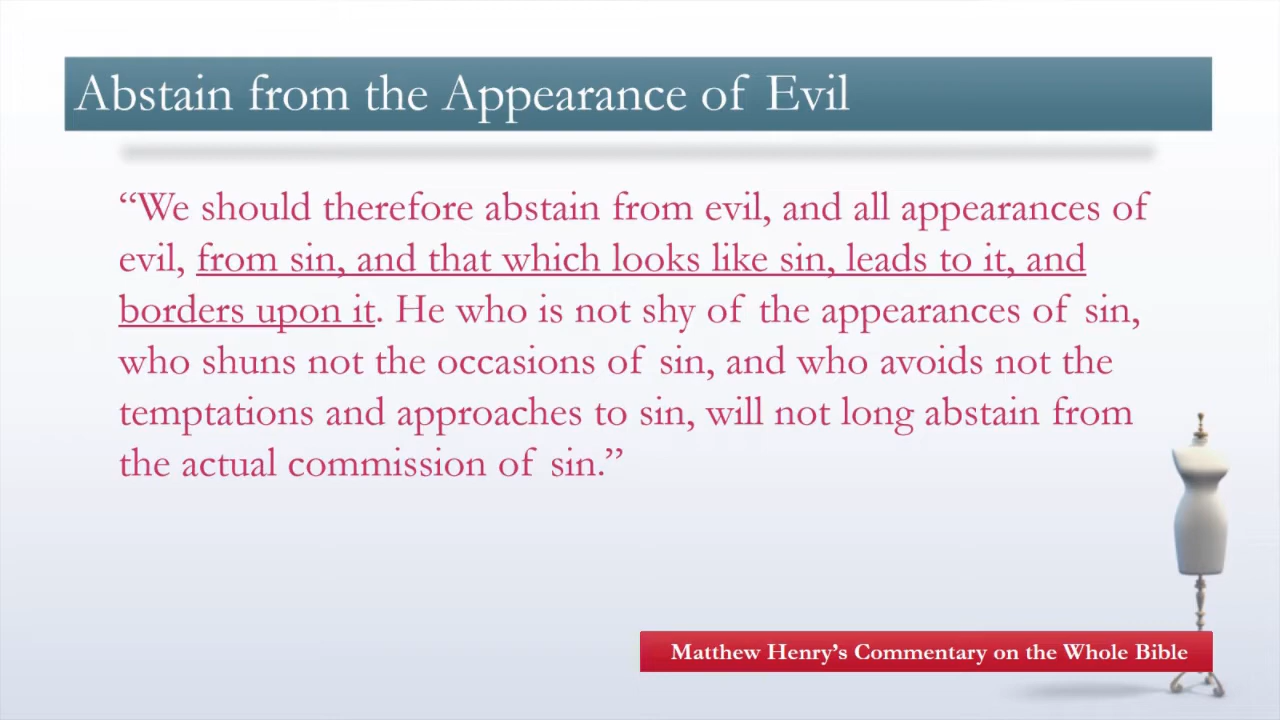 Abstain from the Appearance of Evil
“We should therefore abstain from evil, and all appearances of
evil, from sin, and that which looks like sin, leads to it, and
borders upon it. He who is not shy of the appearances of sin,
who shuns not the occasions of sin, and who avoids not the
temptations and approaches to sin, will not long abstain from
the actual commission of sin.”
Matthew Henry’s Commentary on the Whole Bible